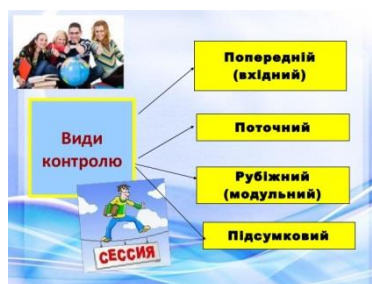 Види
контролю
Попередній
(вхідний)
Поточний
Рубіжний
(модульний)
Підсумковий
СЕССИЯ